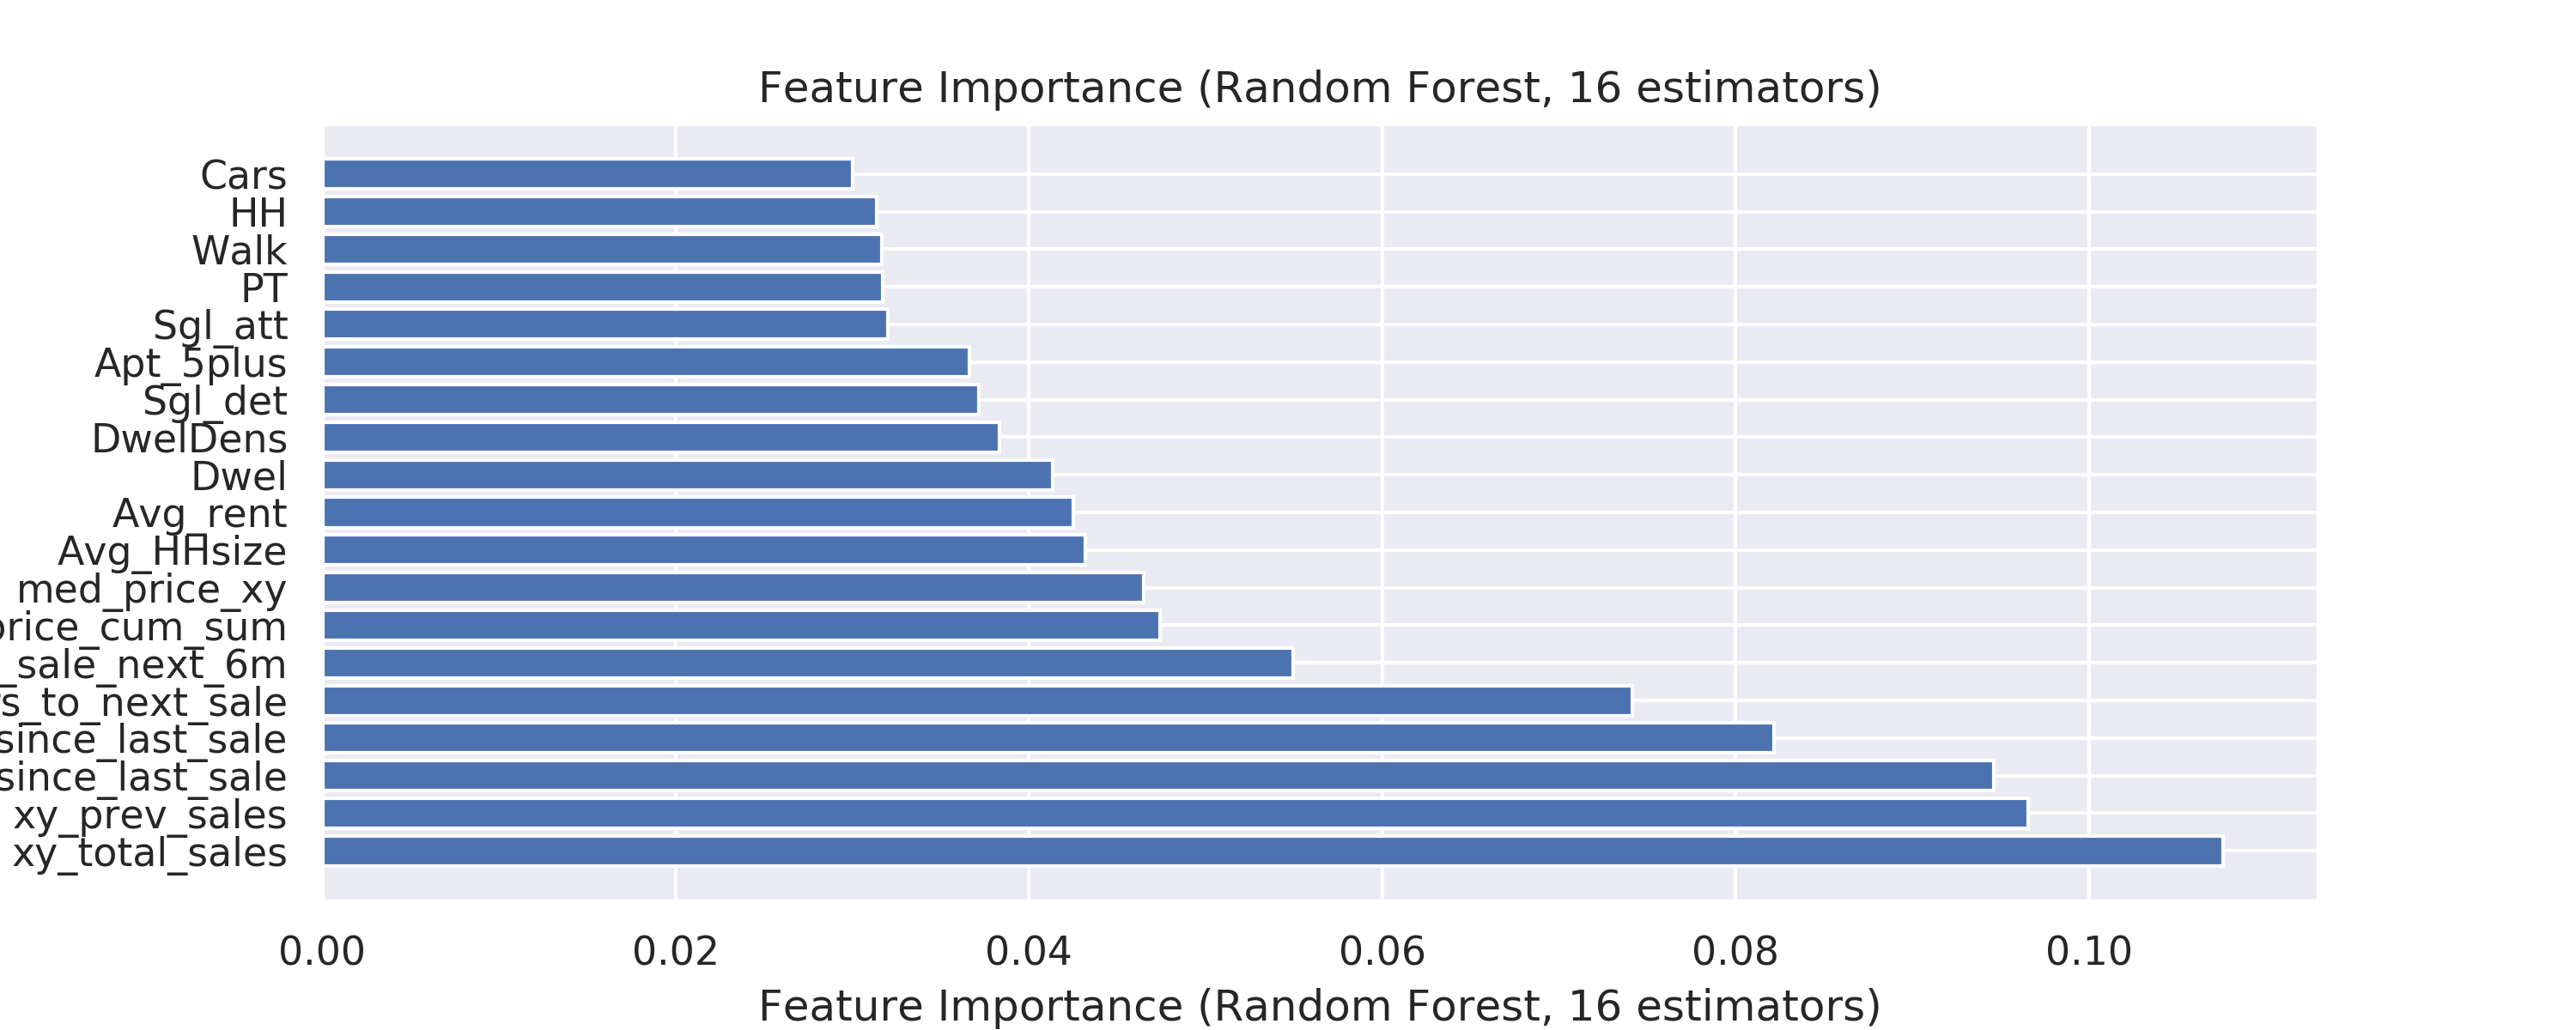 Feature Importance (Random Forest, 16 estimators)
Cars
HH
Walk
PT
Sgl_att
Apt_5plus
Sgl_det
DwelDens
Dwel
Avg_rent
Avg_HHsize
med_price_xy
price_cum_sum
_sale_next_6m
s_to_next_sale
since_last_sale
since_last_sale
xy_prev_sales
xy_total_sales
0.00 0.02 0.04 0.06 0.08 0.10
Feature Importance (Random Forest, 16 estimators)